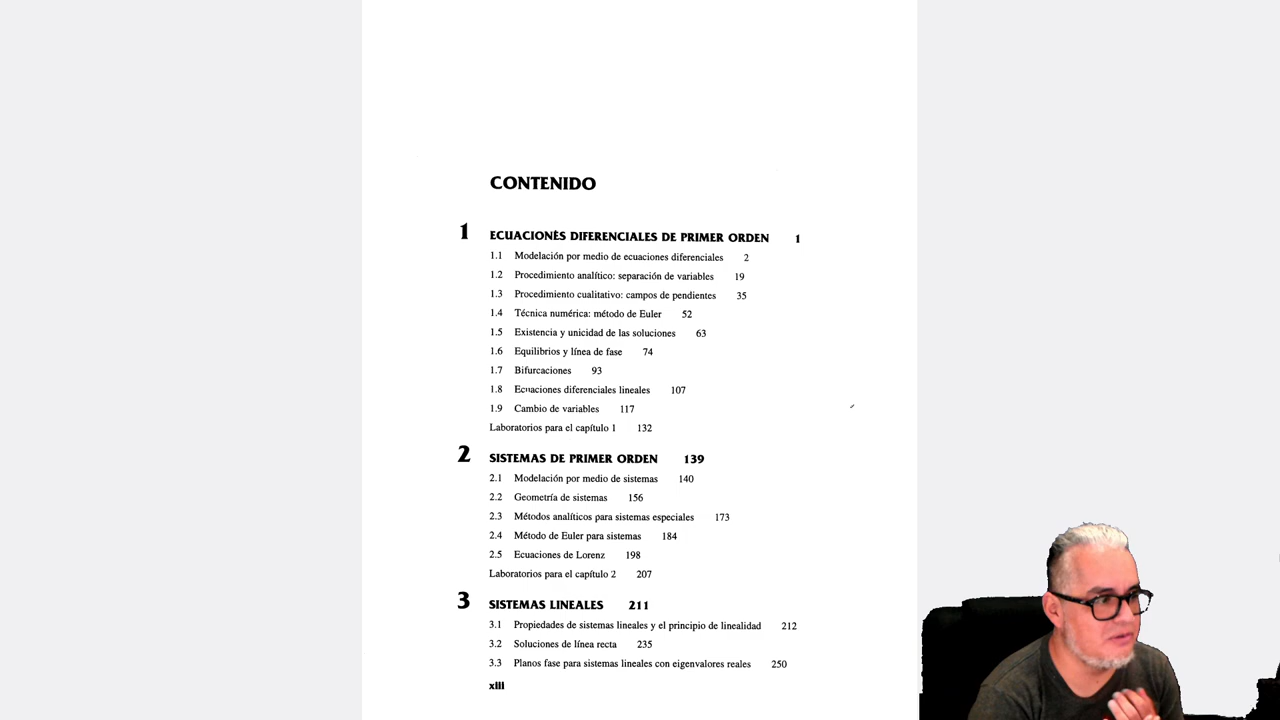 CONTENIDO
1 ECUACIONES DIFERENCIALES DE PRIMER ORDEN 1
1.1 Modelación por medio de ecuaciones diferenciales 2
1.2 Procedimiento analítico: separación de variables 19
1.3 Procedimiento cualitativo: campos de pendientes 35
1.4 Técnica numérica: método de Euler 52
1.5 Existencia y unicidad de las soluciones 63
1.6 Equilibrios y línea de fase 74
1.7 Bifurcaciones 93
1.8 Ecuaciones diferenciales lineales 107
1.9 Cambio de variables 117
Laboratorios para el capítulo 1 132
2 SISTEMAS DE PRIMER ORDEN 139
2.1 Modelación por medio de sistemas 140
2.2 Geometría de sistemas 156
2.3 Métodos analíticos para sistemas especiales 173
2.4 Método de Euler para sistemas 184
2.5 Ecuaciones de Lorenz 198
Laboratorios para el capítulo 2 207
3 SISTEMAS LINEALES 211
3.1 Propiedades de sistemas lineales y el principio de linealidad 212
3.2 Soluciones de línea recta 235
3.3 Planos fase para sistemas lineales con eigenvalores reales 250
xiii